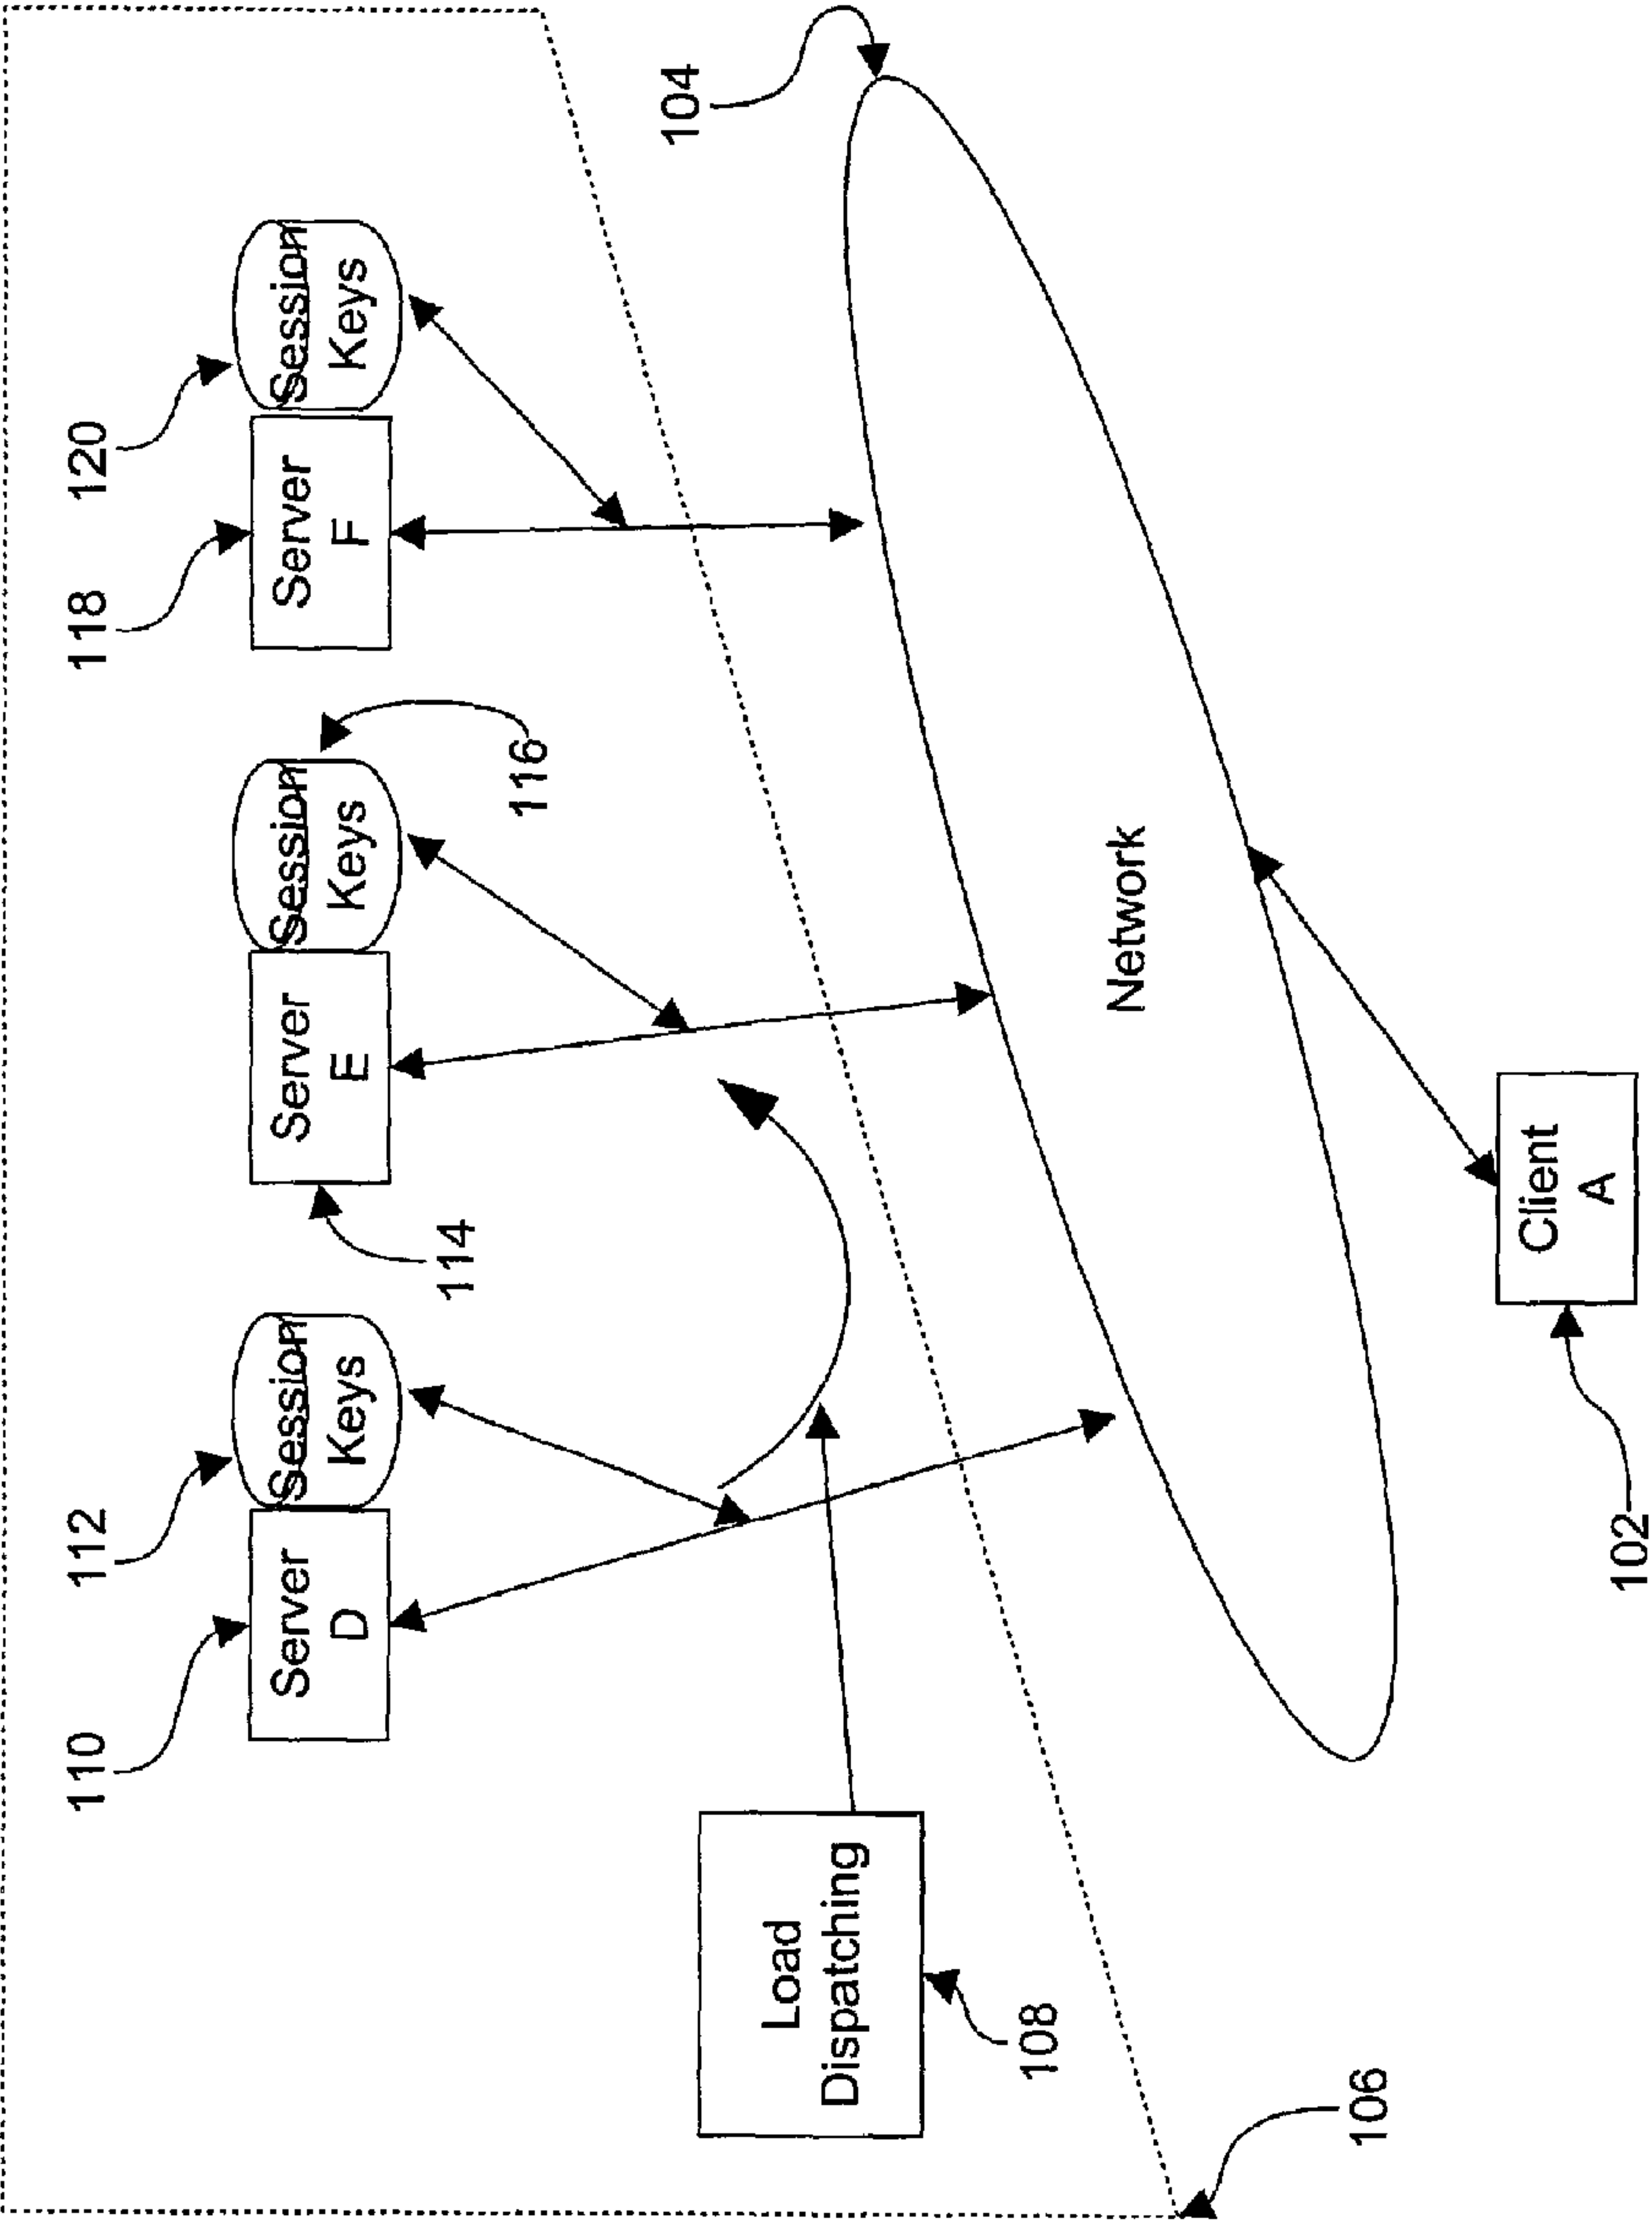 110
112
118
120
Server
D
Session
Keys
Server
E
Session
Keys
Server
F
Session
Keys
114
116
104
Load
Dispatching
108
Network
106
Client
A
102